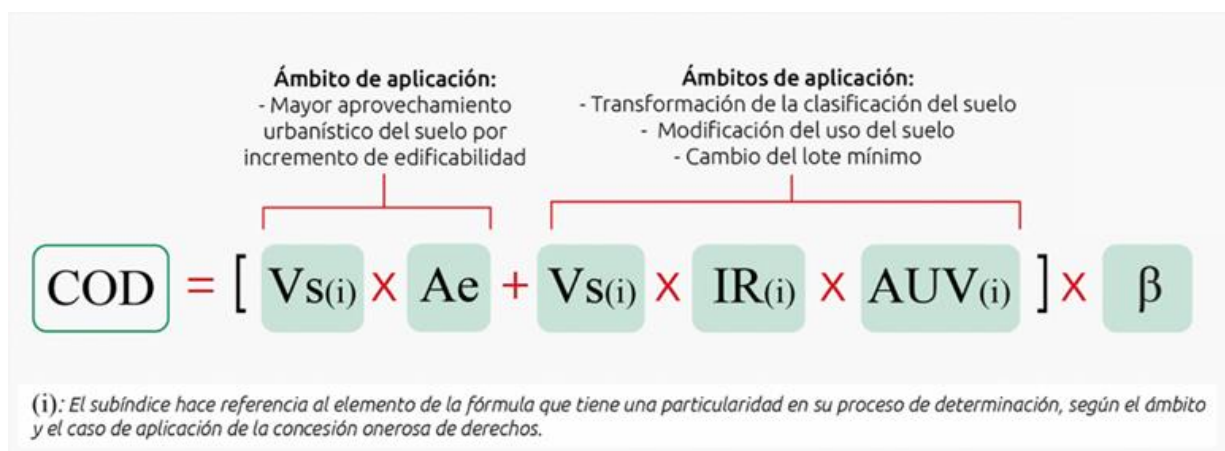 Ámbito de aplicación:
- Mayor aprovechamiento
urbanístico del suelo por
incremento de edificabilidad
Ámbitos de aplicación:
- Transformación de la clasificación del suelo
- Modificación del uso del suelo
- Cambio del lote mínimo
COD = [ Vs(i) X Ae + Vs(i) X IR(i) X AUV(i) ] X β
(i): El subíndice hace referencia al elemento de la fórmula que tiene una particularidad en su proceso de determinación, según el ámbito
y el caso de aplicación de la concesión onerosa de derechos.